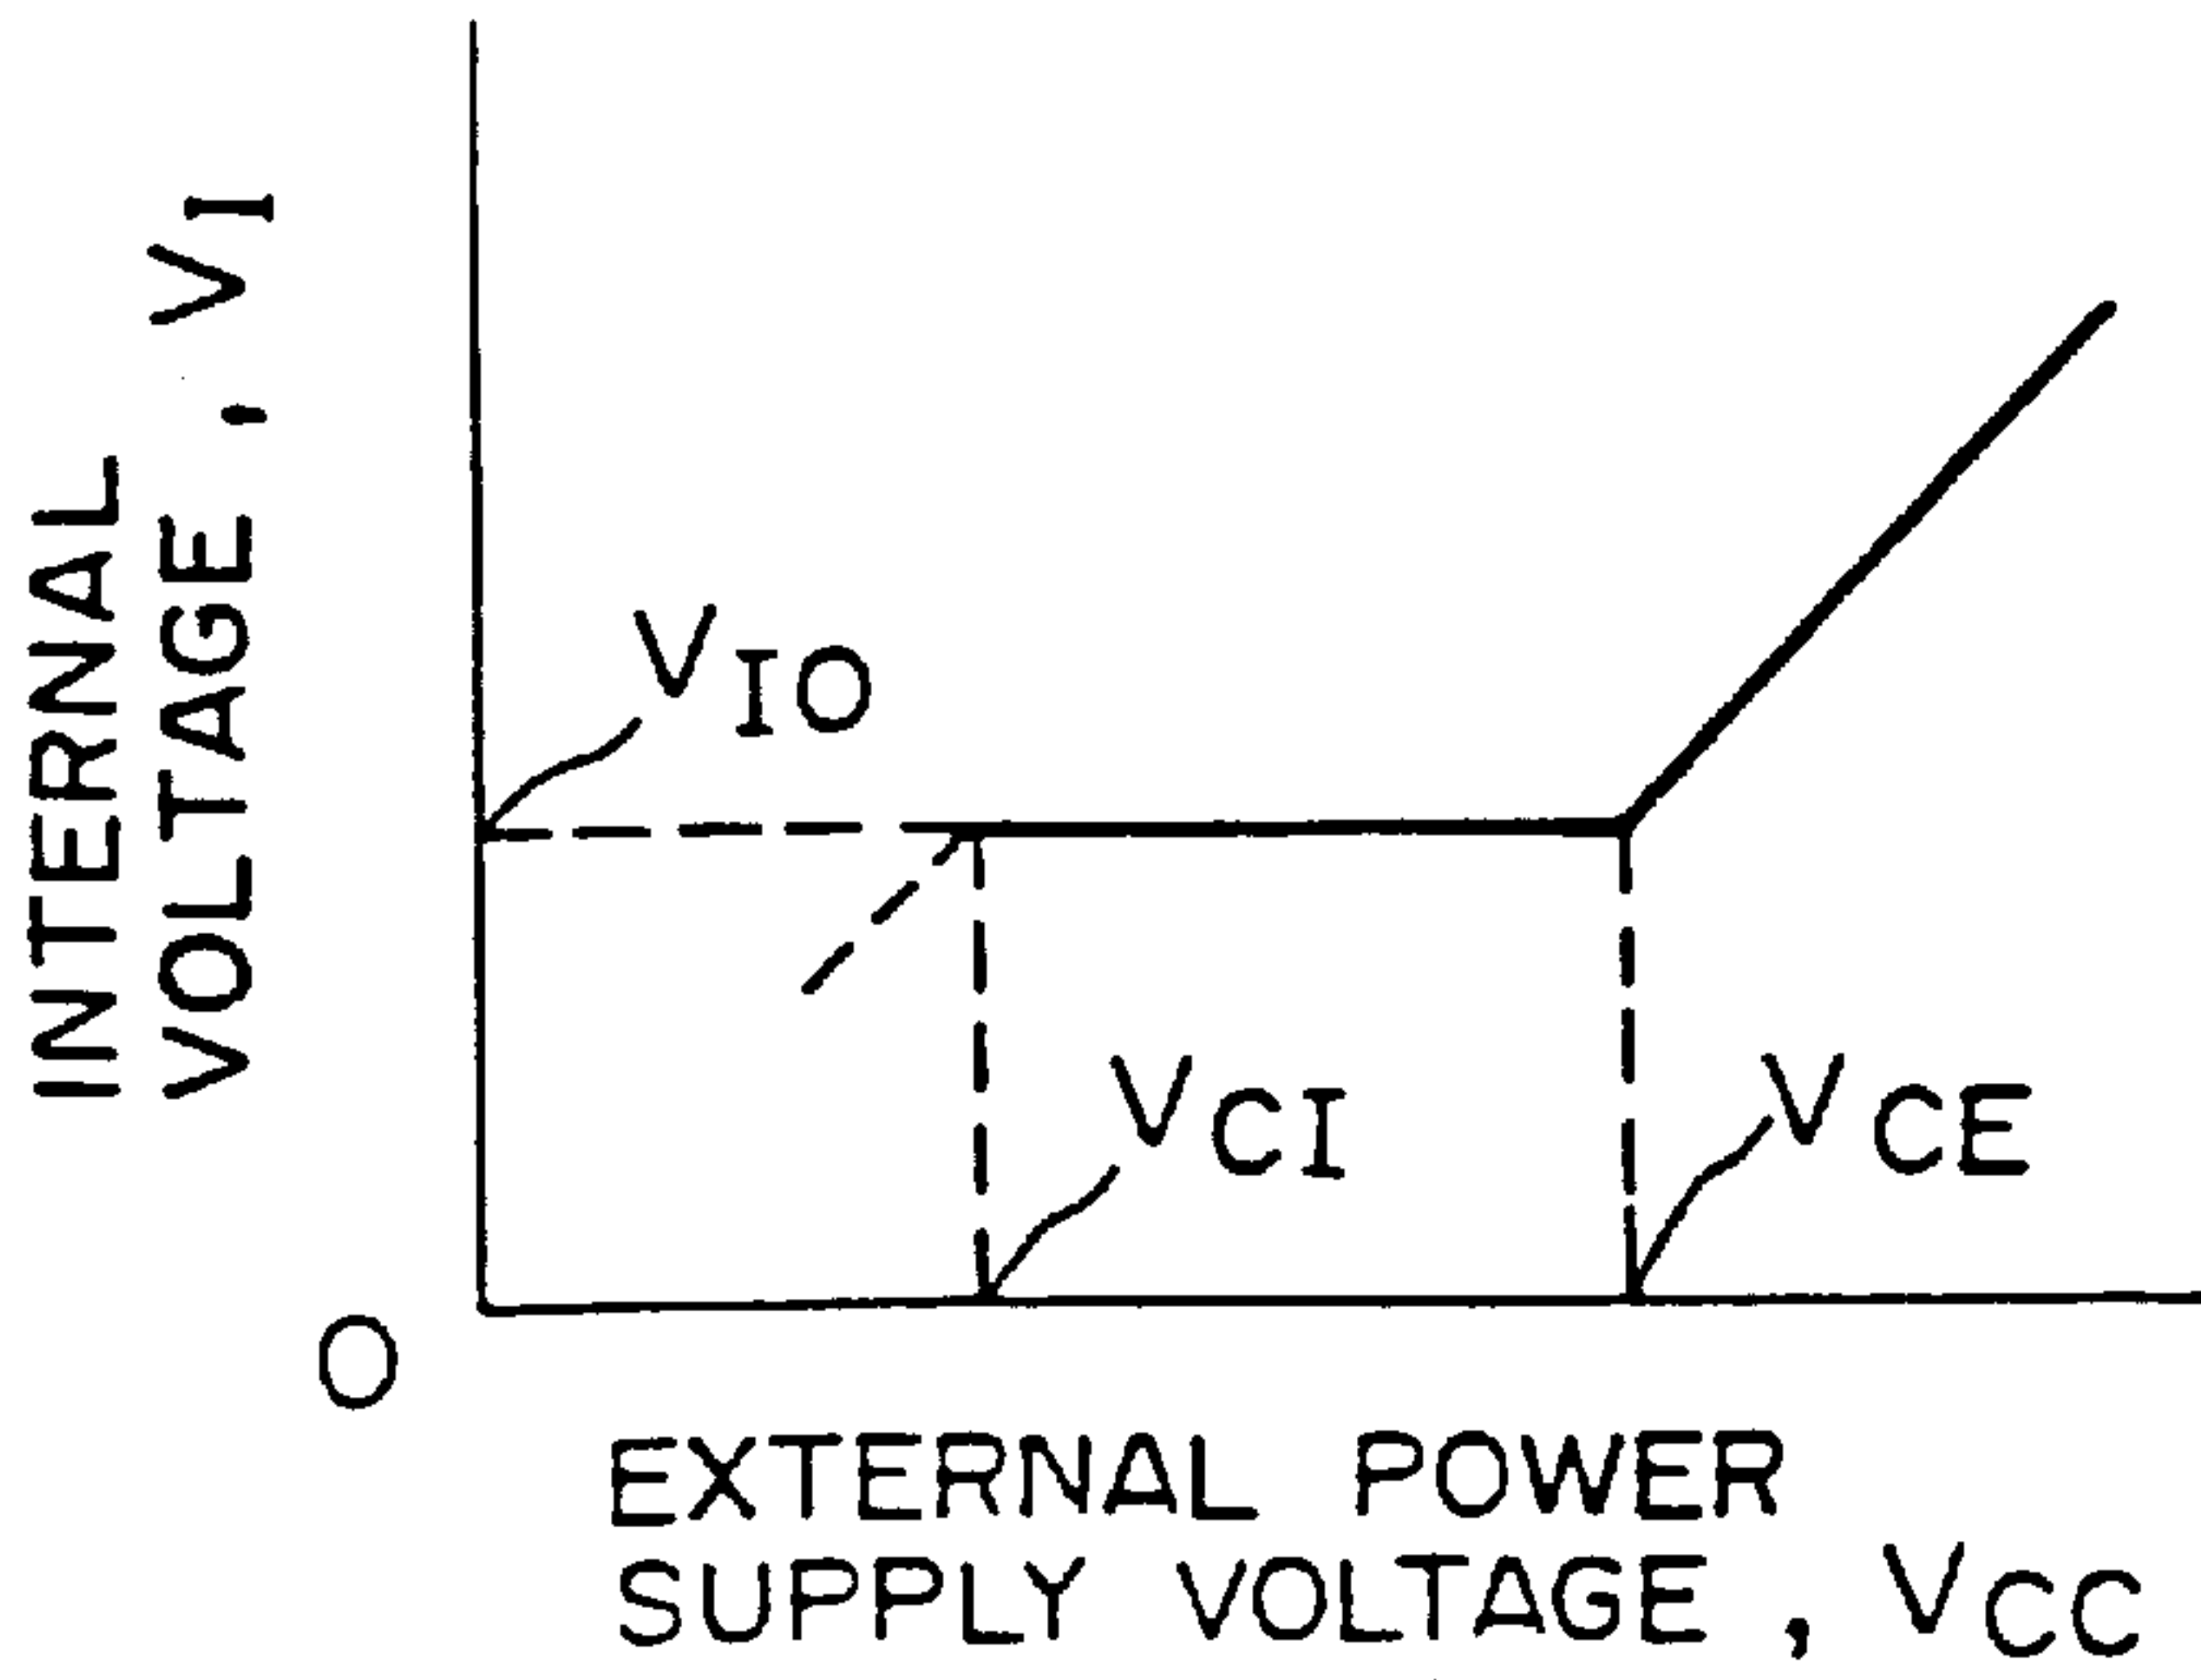 INTERNAL
VOLTAGE, VI
VIO
VCI
VCE
O
EXTERNAL POWER
SUPPLY VOLTAGE, VCC